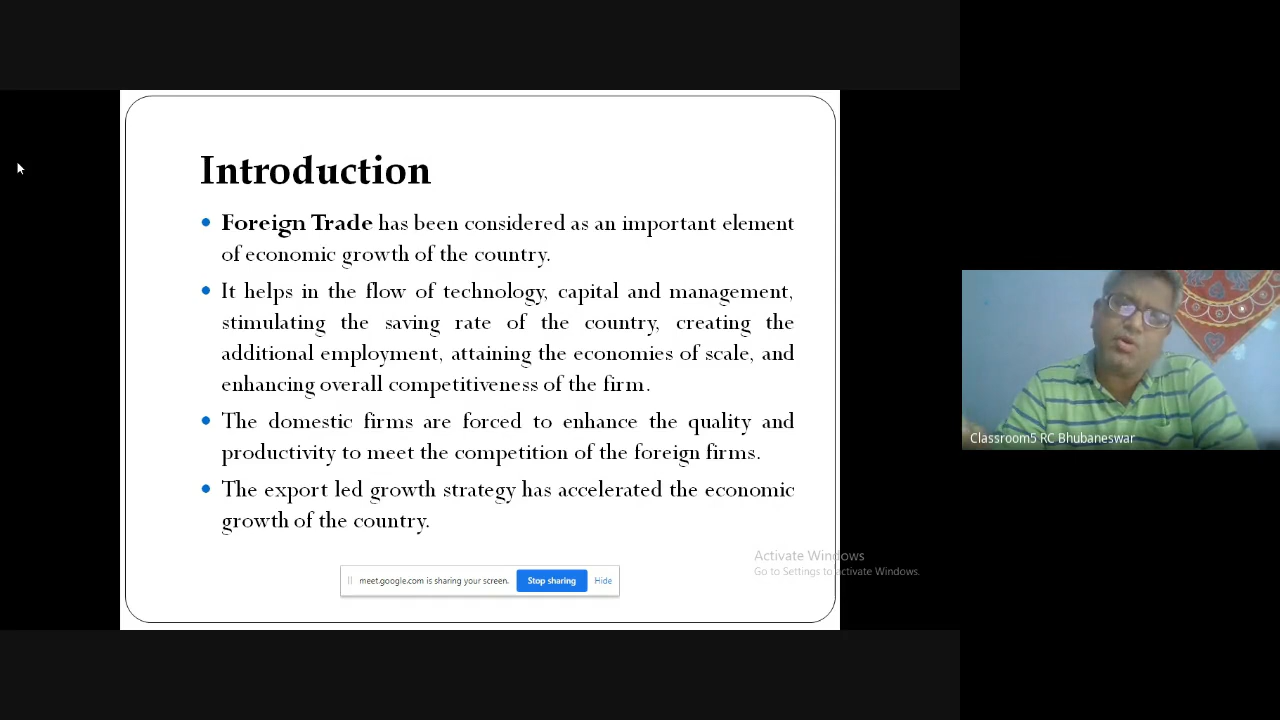 Introduction
• Foreign Trade has been considered as an important element
of economic growth of the country.
• It helps in the flow of technology, capital and management,
stimulating the saving rate of the country, creating the
additional employment, attaining the economies of scale, and
enhancing overall competitiveness of the firm.
• The domestic firms are forced to enhance the quality and
productivity to meet the competition of the foreign firms.
• The export led growth strategy has accelerated the economic
growth of the country.
Activate Windows
Go to Settings to activate Windows.
meet.google.com is sharing your screen. Stop sharing Hide
Classroom5 RC Bhubaneswar